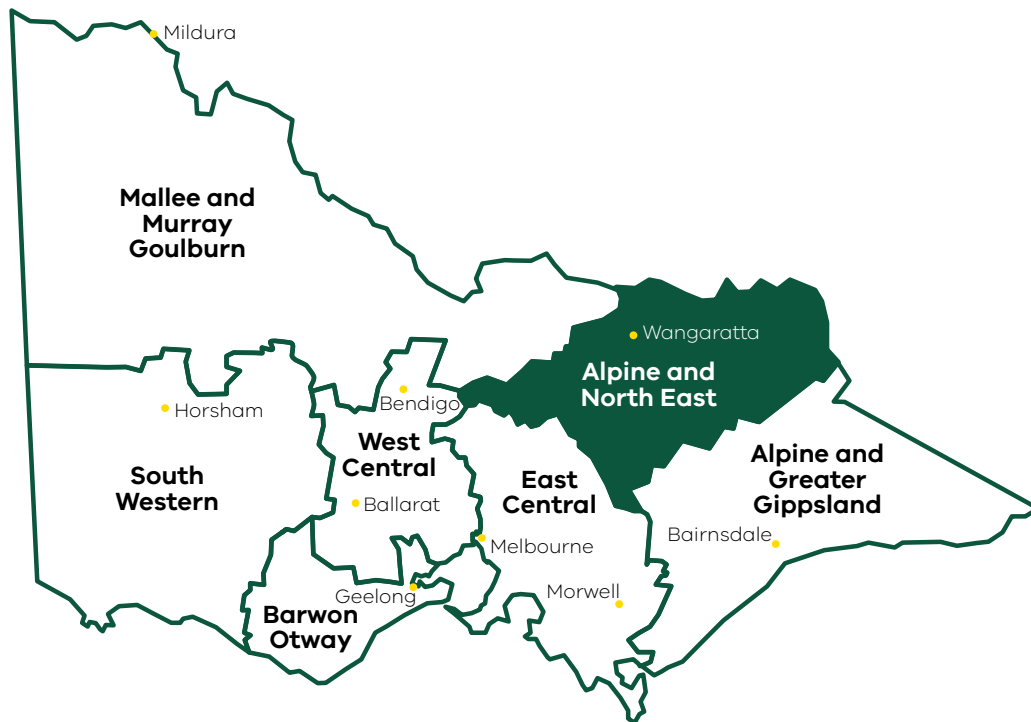 Mildura
Mallee and
Murray
Goulburn
Wangaratta
Alpine and
North East
Bendigo
Horsham
West
Central
South
Western
East
Central
Alpine and
Greater
Gippsland
Ballarat
Melbourne
Bairnsdale
Morwell
Geelong
Barwon
Otway